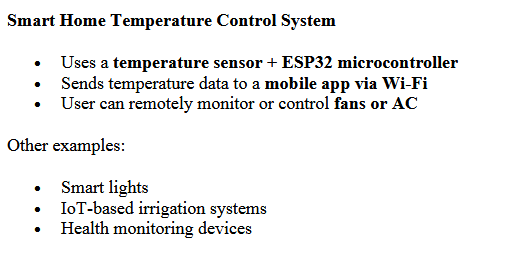 Smart Home Temperature Control System
• Uses a temperature sensor + ESP32 microcontroller
• Sends temperature data to a mobile app via Wi-Fi
• User can remotely monitor or control fans or AC
Other examples:
• Smart lights
• IoT-based irrigation systems
• Health monitoring devices